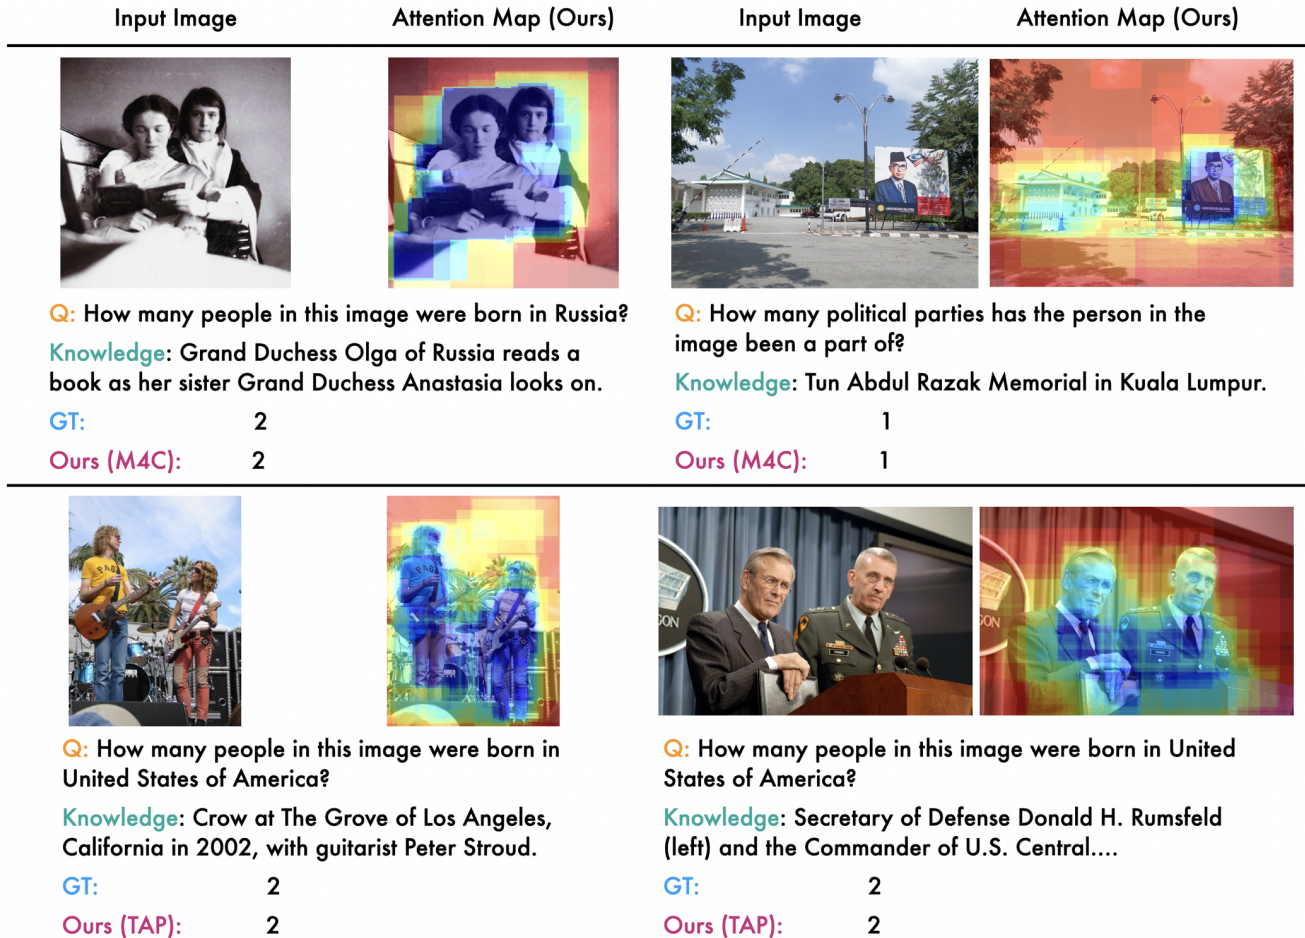 Input Image
Attention Map (Ours)
Input Image
Attention Map (Ours)
Q: How many people in this image were born in Russia?
Knowledge: Grand Duchess Olga of Russia reads a
book as her sister Grand Duchess Anastasia looks on.
GT: 2
Ours (M4C): 2
Q: How many political parties has the person in the
image been a part of?
Knowledge: Tun Abdul Razak Memorial in Kuala Lumpur.
GT: 1
Ours (M4C): 1
PABL
GON
GON
Q: How many people in this image were born in
United States of America?
Knowledge: Crow at The Grove of Los Angeles,
California in 2002, with guitarist Peter Stroud.
GT: 2
Ours (TAP): 2
Q: How many people in this image were born in United
States of America?
Knowledge: Secretary of Defense Donald H. Rumsfeld
(left) and the Commander of U.S. Central....
GT: 2
Ours (TAP): 2